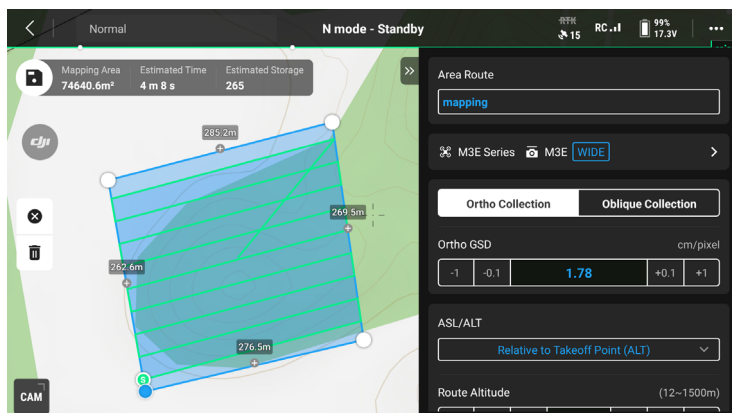 Normal
N mode - Standby
RTK
15
RC
99%
17.3V
Mapping Area
74640.6m²
Estimated Time
4 m 8 s
Estimated Storage
265
dji
285.2m
269.5m
262.6m
276.5m
S
CAM
Area Route
mapping
M3E Series M3E WIDE
Ortho Collection Oblique Collection
Ortho GSD cm/pixel
-1 -0.1 1.78 +0.1 +1
ASL/ALT
Relative to Takeoff Point (ALT)
Route Altitude (12~1500m)